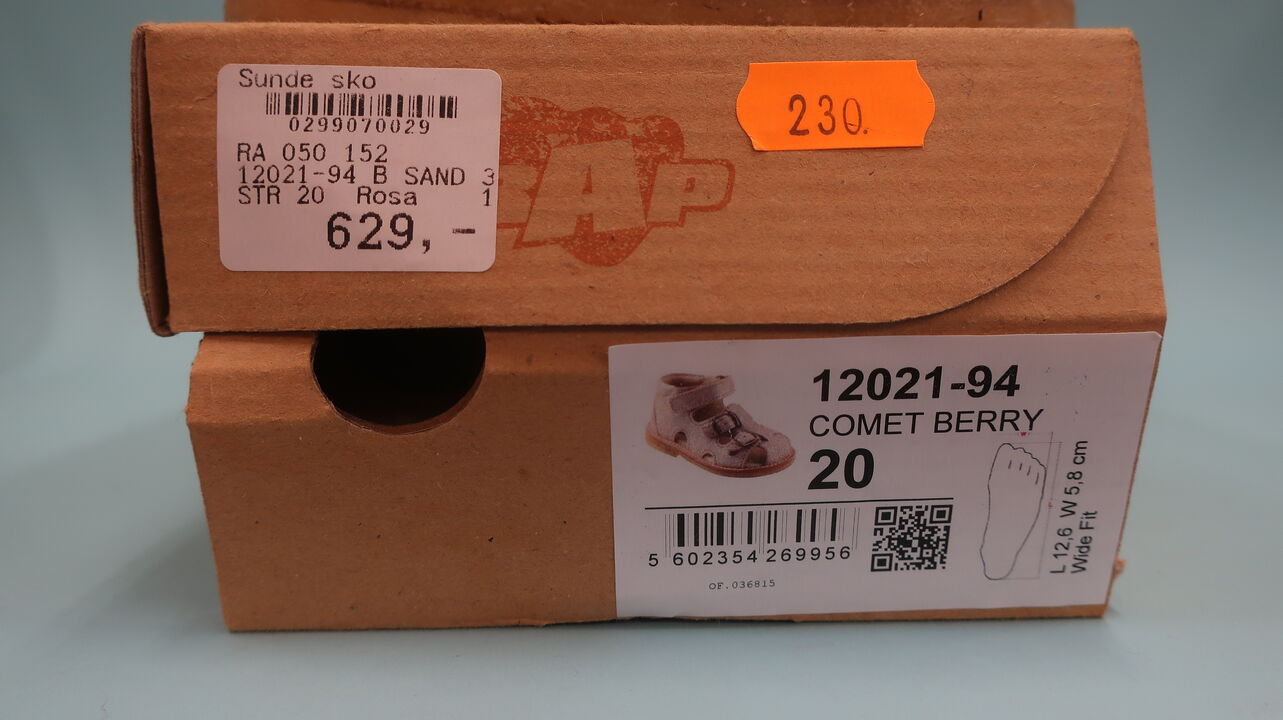 Sunde sko
0299070029
RA 050 152
12021-94 B SAND 3
STR 20 Rosa 1
629,-
230.
12021-94
COMET BERRY
20
5 602354 269956
OF.036815
L 12,6 W 5,8 cm
Wide Fit